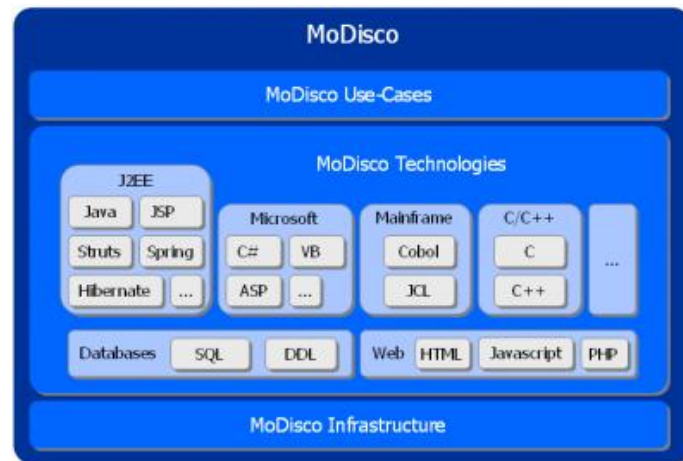 MoDisco
MoDisco Use-Cases
MoDisco Technologies
J2EE
Java JSP
Struts Spring
Hibernate ...
Microsoft
C# VB
ASP ...
Mainframe
Cobol
JCL
C/C++
C
C++
...
Databases SQL DDL
Web HTML Javascript PHP
MoDisco Infrastructure